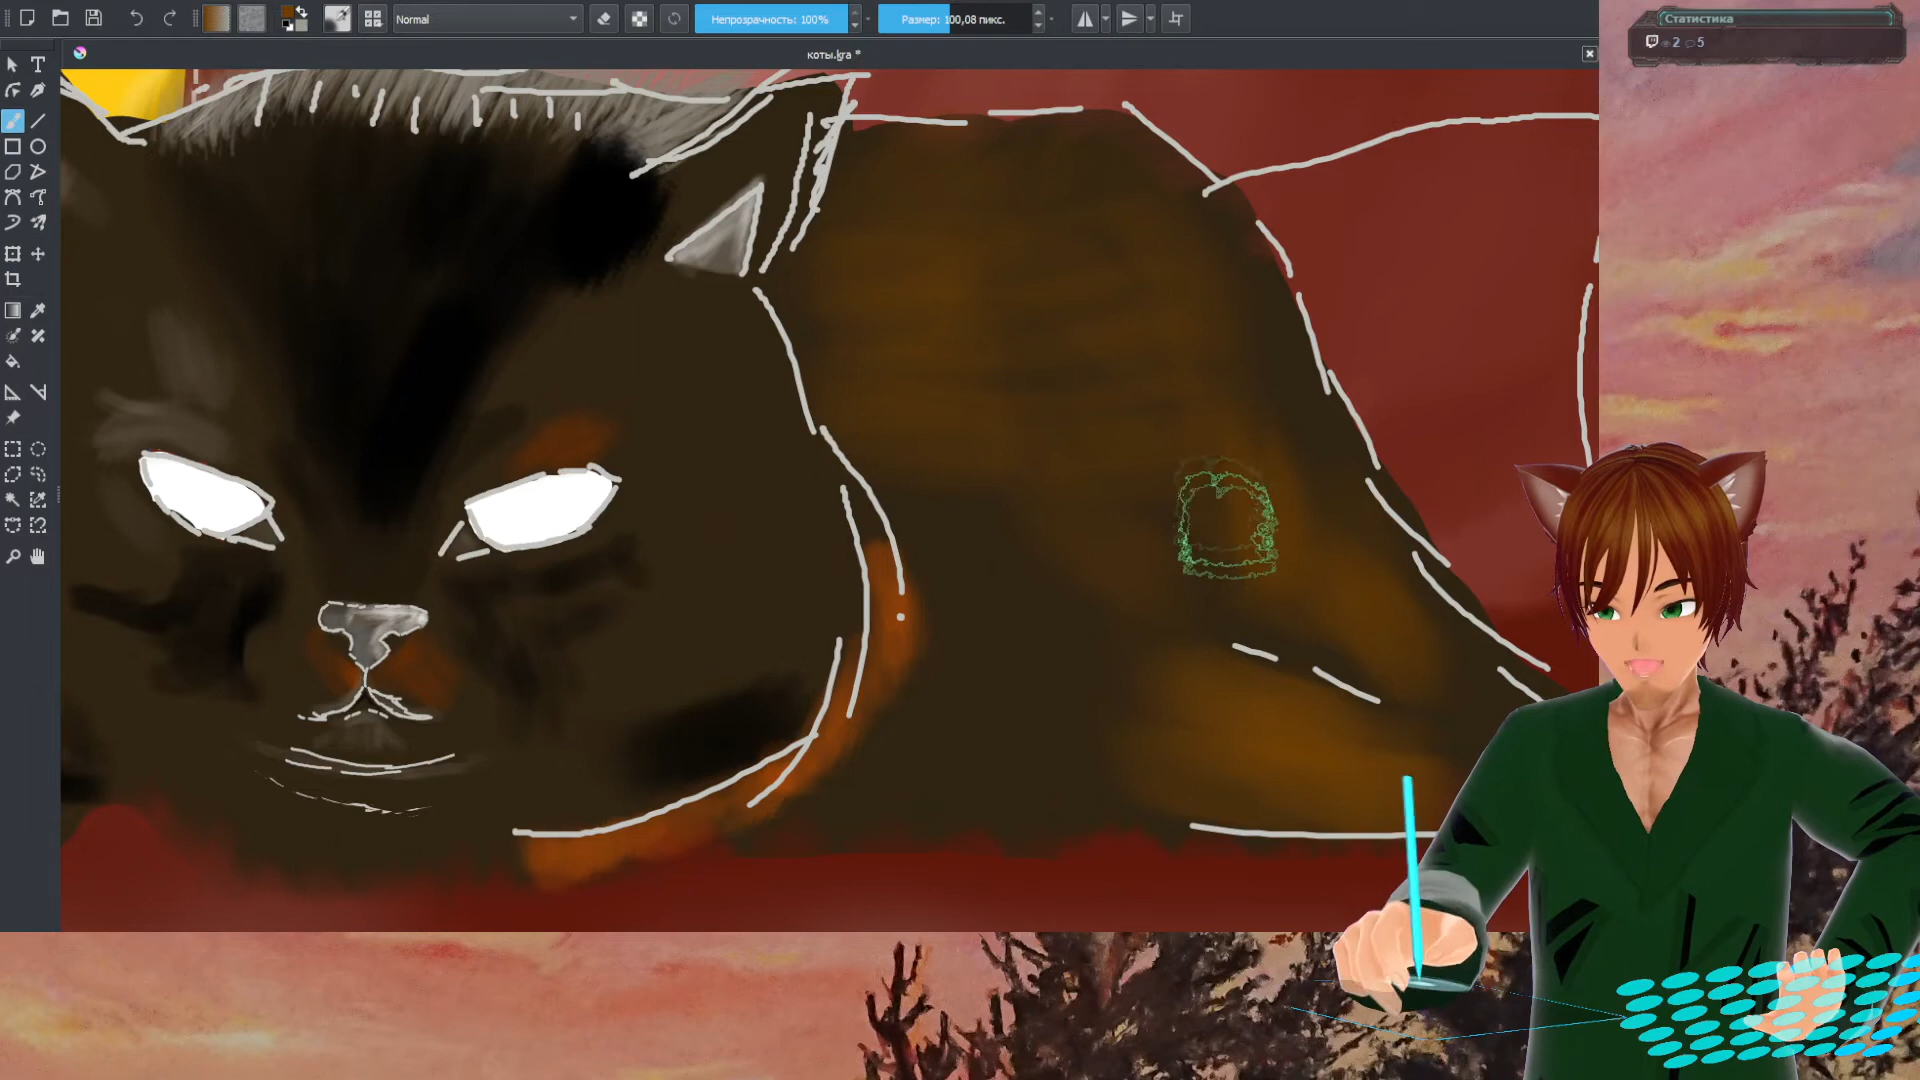 Normal
Непрозрачность: 100%
Размер: 100,08 пикс.
Статистика
2 5
коты.kra *